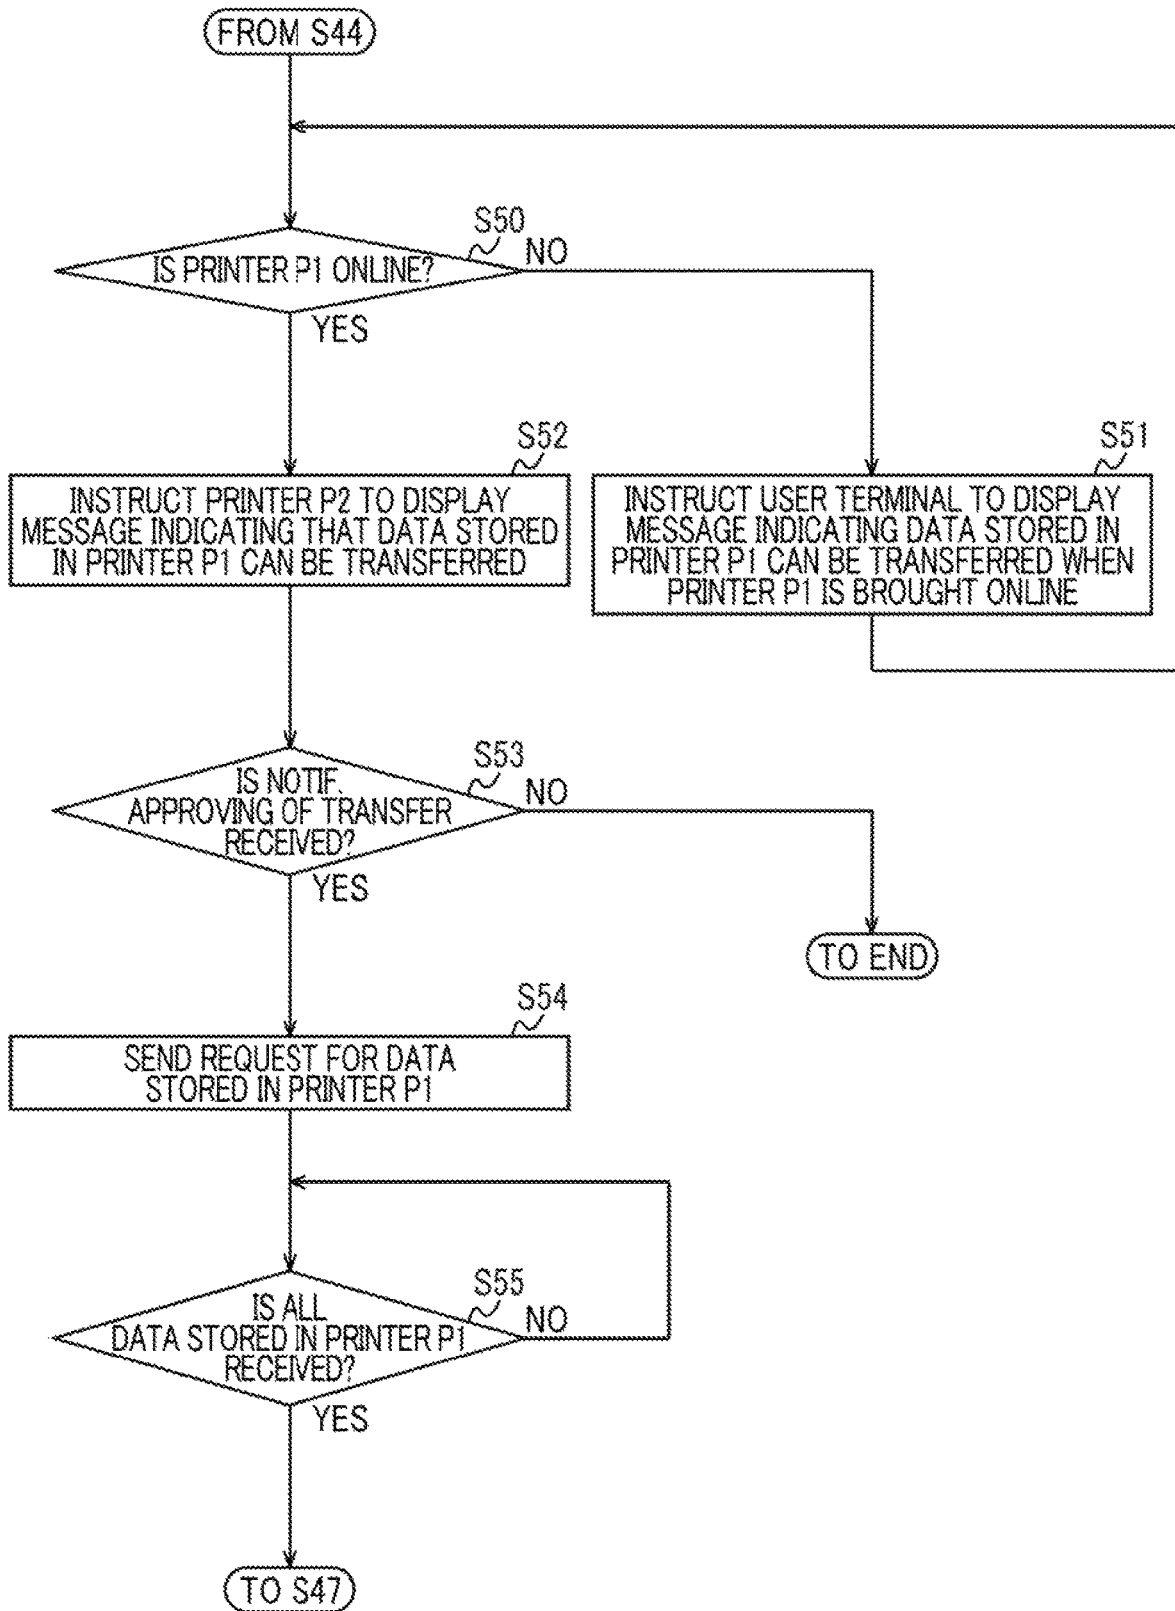 FROM S44
S50
IS PRINTER P1 ONLINE?
NO
YES
S52
INSTRUCT PRINTER P2 TO DISPLAY
MESSAGE INDICATING THAT DATA STORED
IN PRINTER P1 CAN BE TRANSFERRED
S51
INSTRUCT USER TERMINAL TO DISPLAY
MESSAGE INDICATING DATA STORED IN
PRINTER P1 CAN BE TRANSFERRED WHEN
PRINTER P1 IS BROUGHT ONLINE
S53
IS NOTIF.
APPROVING OF TRANSFER
RECEIVED?
NO
YES
TO END
S54
SEND REQUEST FOR DATA
STORED IN PRINTER P1
S55
IS ALL
DATA STORED IN PRINTER P1
RECEIVED?
NO
YES
TO S47